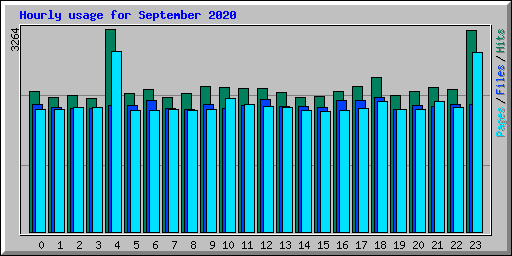 Hourly usage for September 2020
3264
Pages / Files / Hits
0 1 2 3 4 5 6 7 8 9 10 11 12 13 14 15 16 17 18 19 20 21 22 23